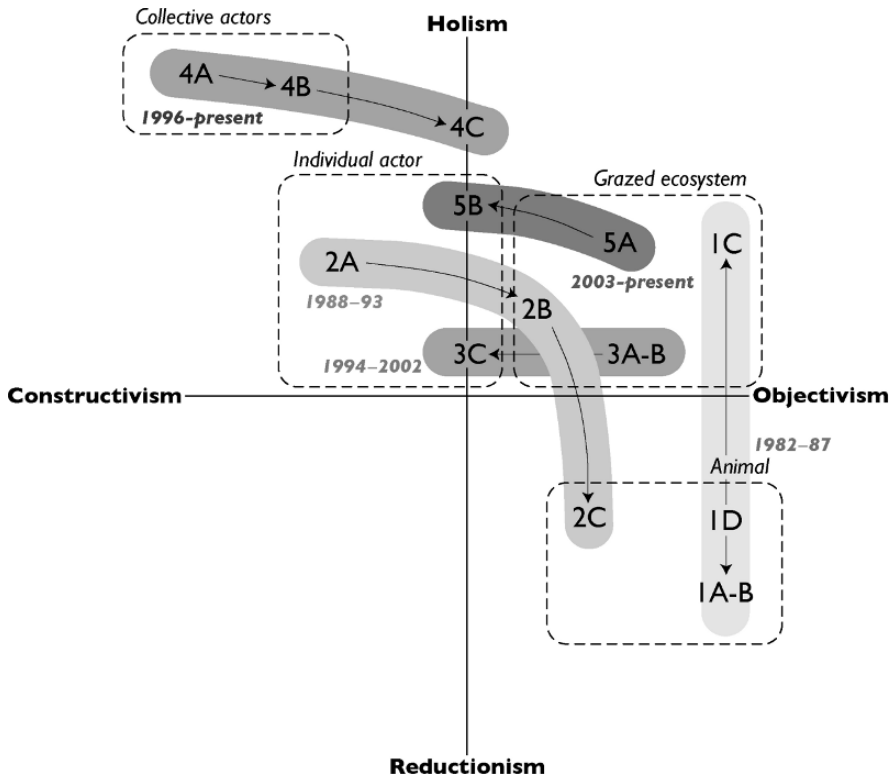 Collective actors
Holism
4A
4B
1996-present
4C
Individual actor
Grazed ecosystem
5B
5A
1C
2A
2003-present
1988–93
2B
1994–2002
3C
3A-B
Constructivism
Objectivism
1982–87
Animal
2C
1D
1A-B
Reductionism